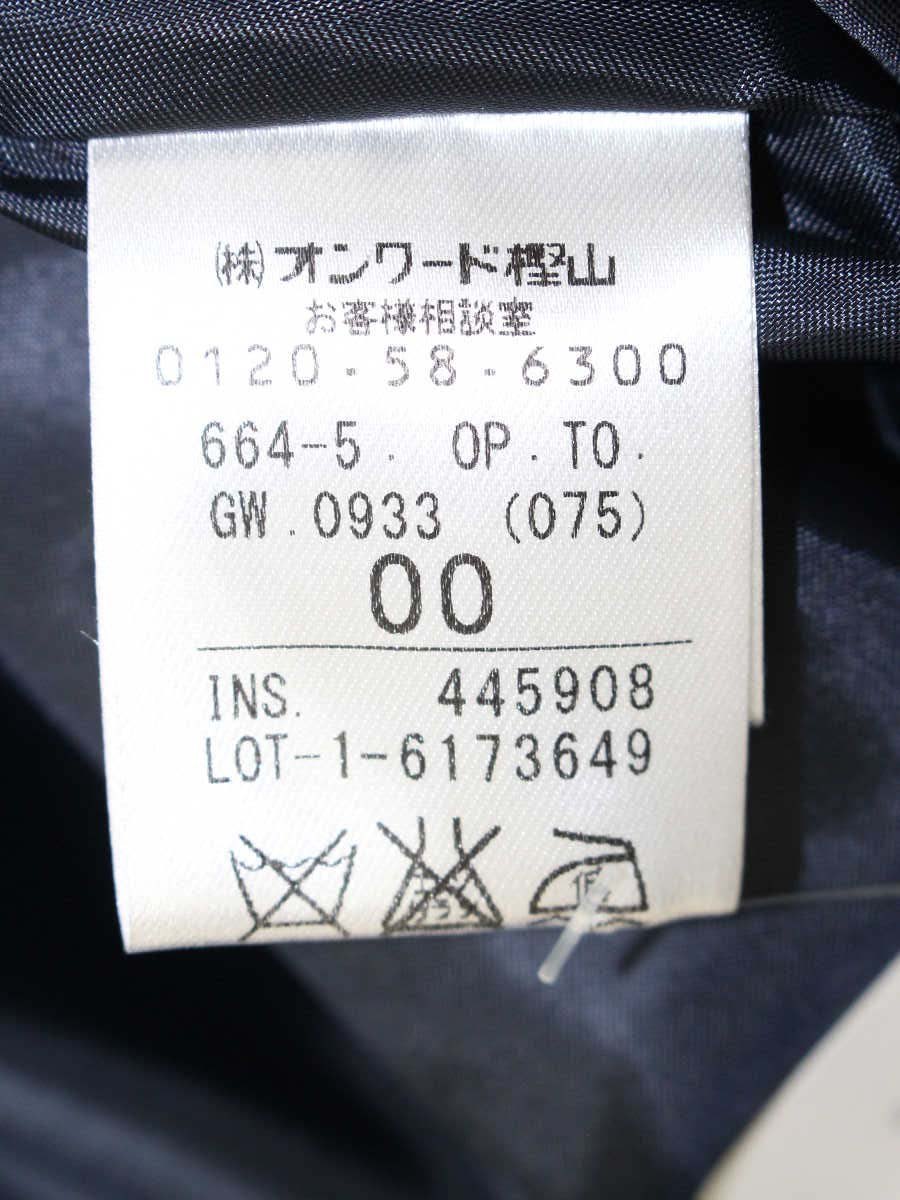 (株)オンワード樫山
お客様相談室
0120・58・6300
664-5. OP.TO.
GW.0933 (075)
00
INS. 445908
LOT-1-6173649